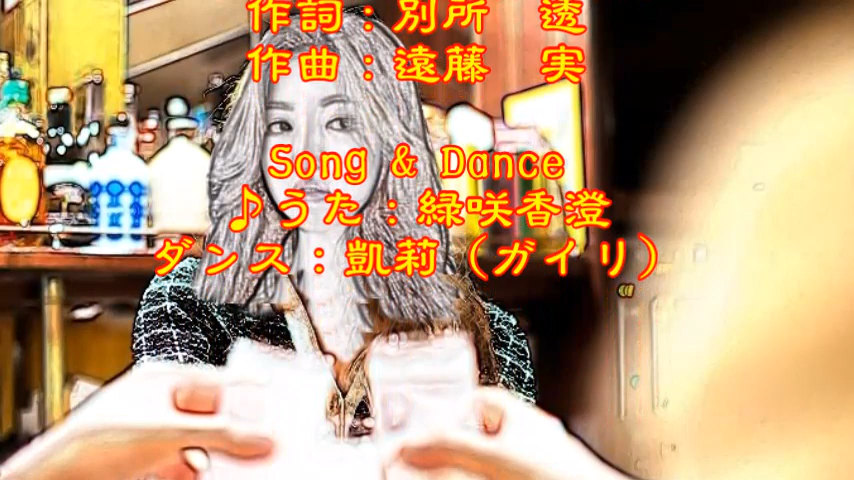 作詞：別所　透
作曲：遠藤　実
Song & Dance
♪うた：緑咲香澄
ダンス：凱莉（ガイリ）